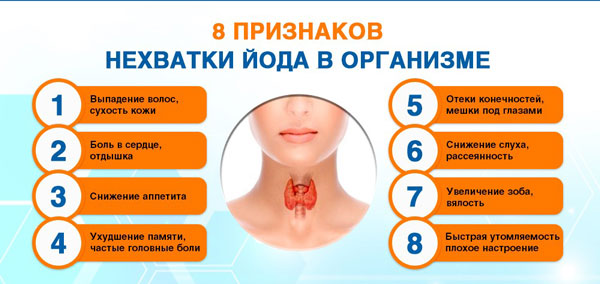 8 ПРИЗНАКОВ
НЕХВАТКИ ЙОДА В ОРГАНИЗМЕ
1
Выпадение волос,
сухость кожи
2
Боль в сердце,
отдышка
3
Снижение аппетита
4
Ухудшение памяти,
частые головные боли
5
Отеки конечностей,
мешки под глазами
6
Снижение слуха,
рассеянность
7
Увеличение зоба,
вялость
8
Быстрая утомляемость
плохое настроение